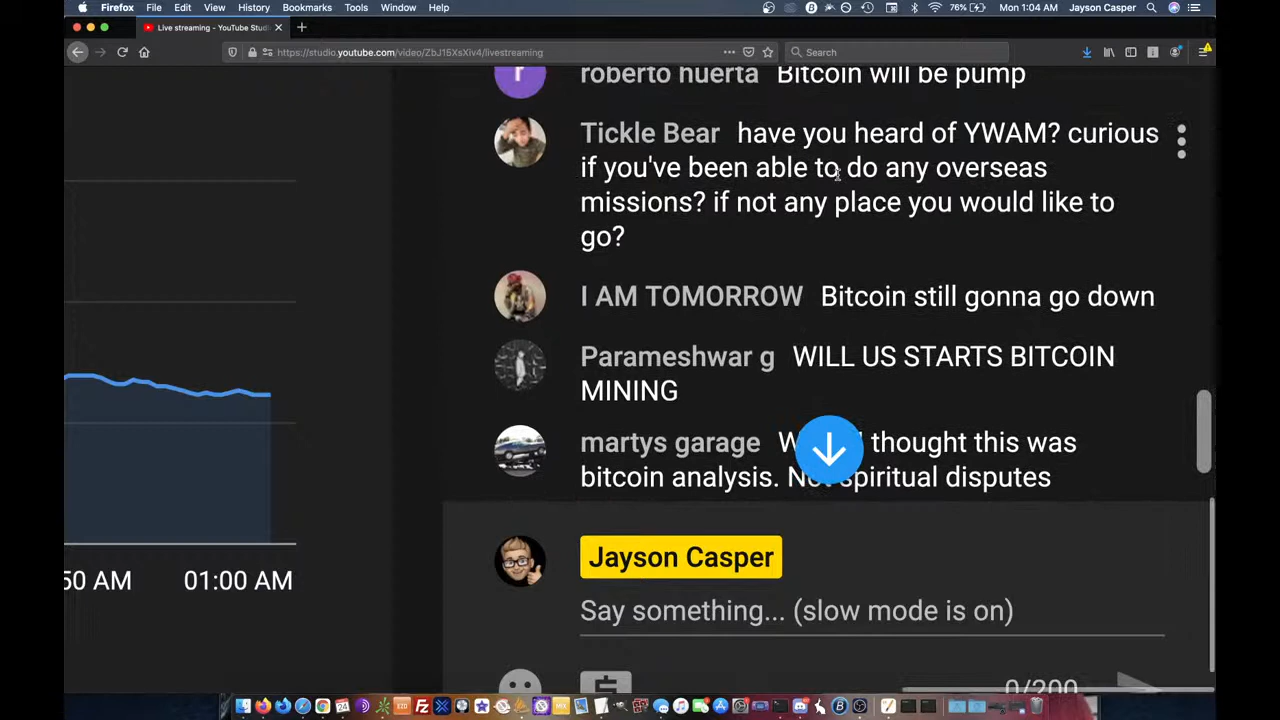 Firefox File Edit View History Bookmarks Tools Window Help 76% Mon 1:04 AM Jayson Casper
Live streaming - YouTube Stud
https://studio.youtube.com/video/ZbJ15XsXiv4/livestreaming Search
roberto huerta Bitcoin will be pump
Tickle Bear have you heard of YWAM? curious
if you've been able to do any overseas
missions? if not any place you would like to
go?
I AM TOMORROW Bitcoin still gonna go down
Parameshwar g WILL US STARTS BITCOIN
MINING
martys garage thought this was
bitcoin analysis. Not spiritual disputes
50 AM 01:00 AM
Jayson Casper
Say something... (slow mode is on)
0/200